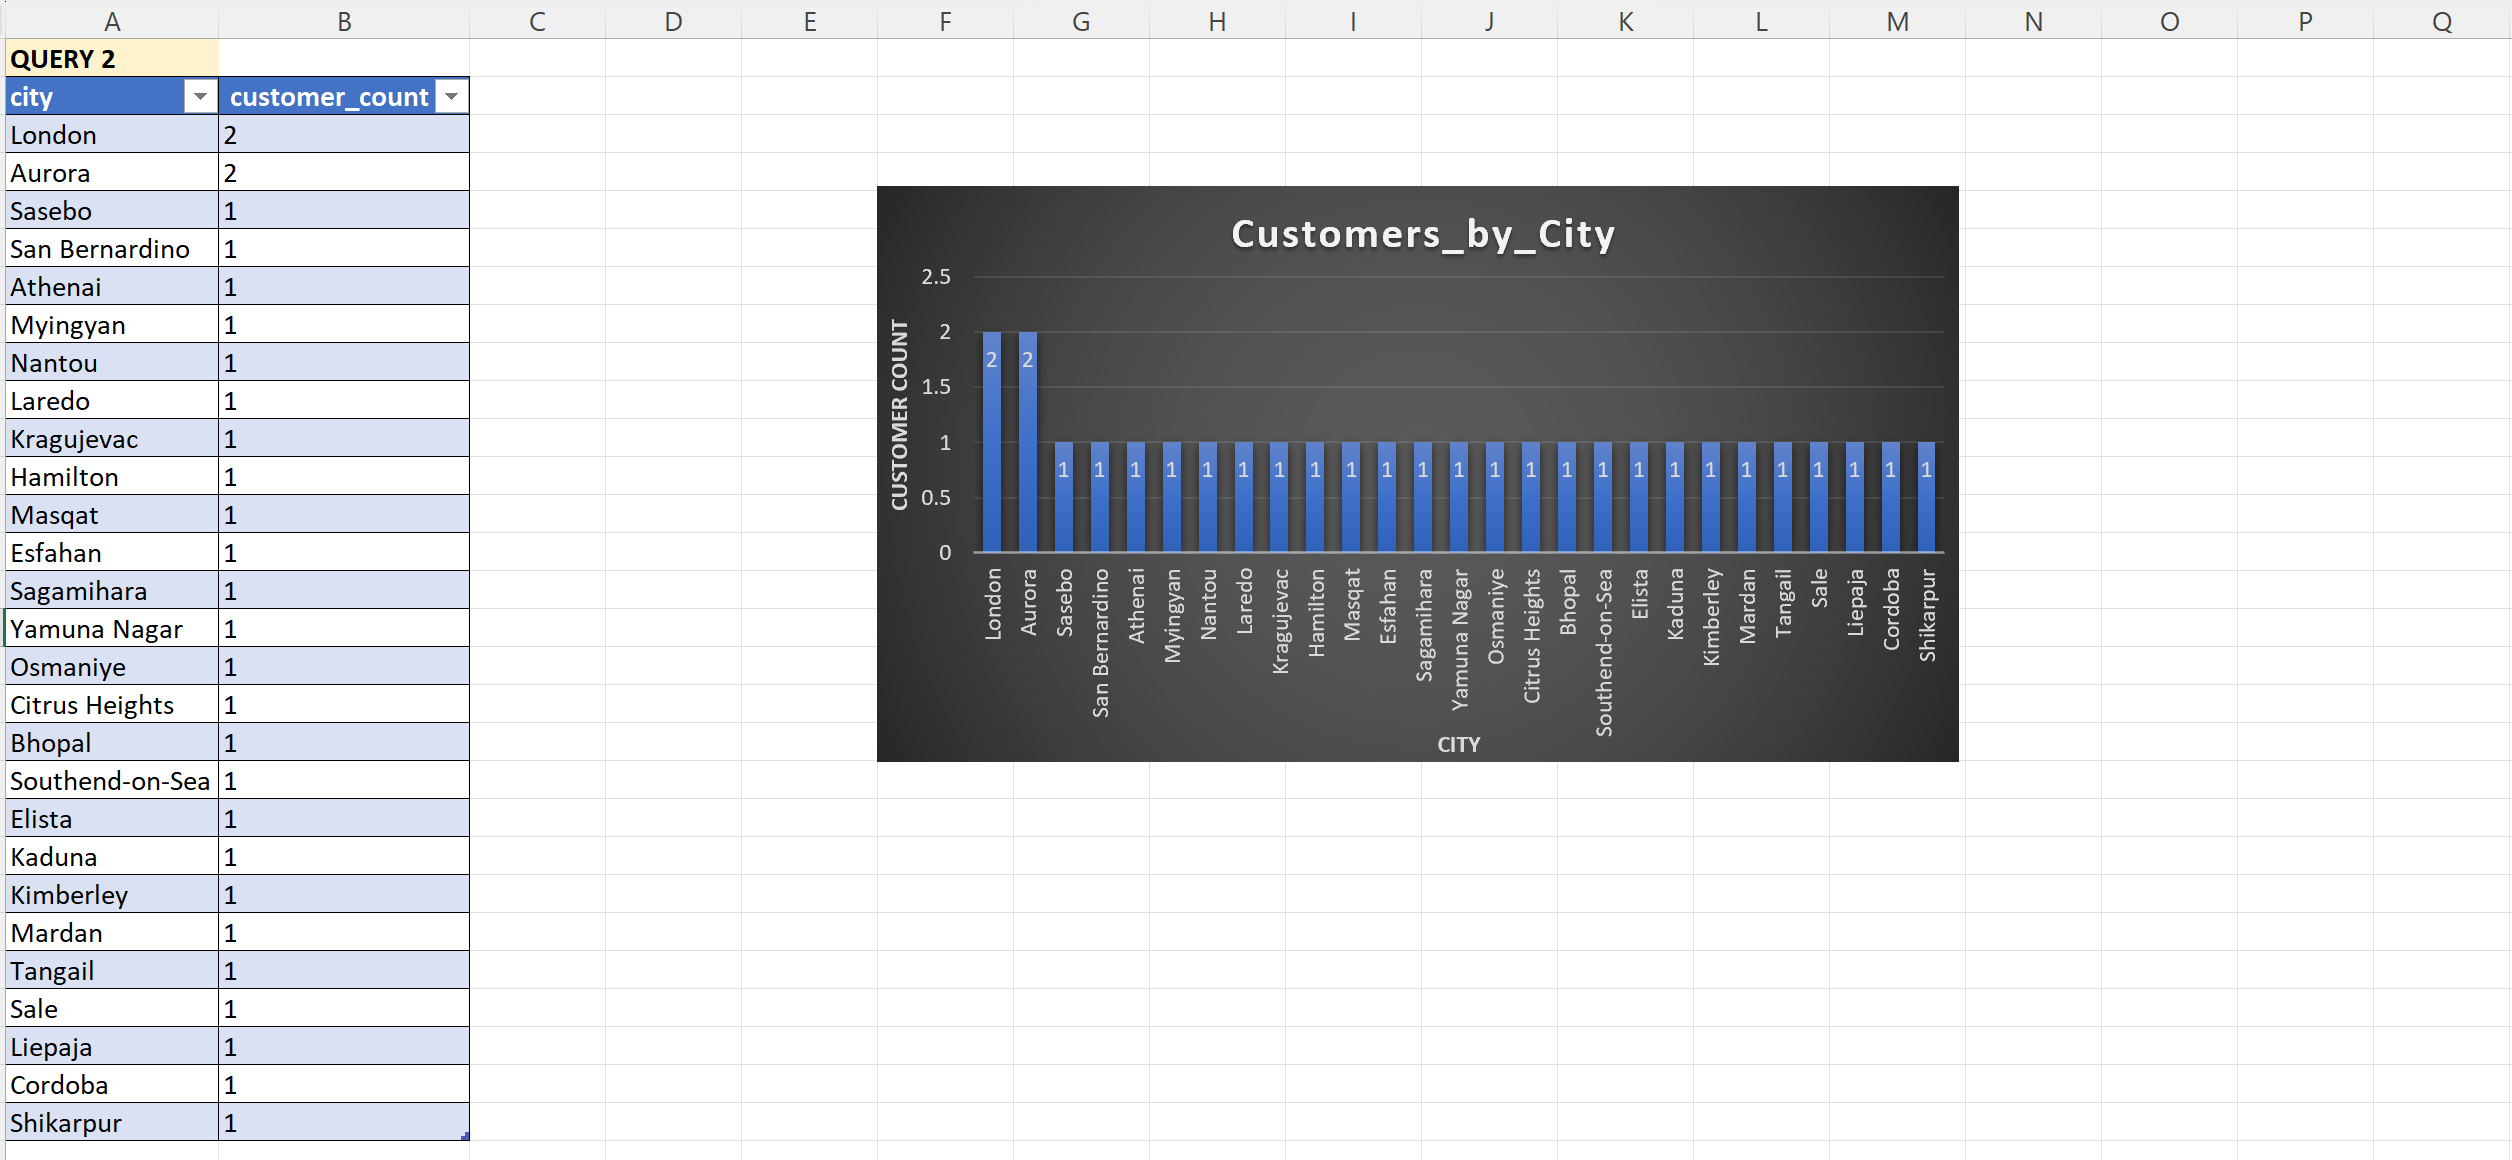 A B C D E F G H I J K L M N O P Q
QUERY 2
city customer_count
London 2
Aurora 2
Sasebo 1
San Bernardino 1
Athenai 1
Myingyan 1
Nantou 1
Laredo 1
Kragujevac 1
Hamilton 1
Masqat 1
Esfahan 1
Sagamihara 1
Yamuna Nagar 1
Osmaniye 1
Citrus Heights 1
Bhopal 1
Southend-on-Sea 1
Elista 1
Kaduna 1
Kimberley 1
Mardan 1
Tangail 1
Sale 1
Liepaja 1
Cordoba 1
Shikarpur 1
Customers_by_City
CUSTOMER COUNT
2.5
2
1.5
1
0.5
0
2 2 1 1 1 1 1 1 1 1 1 1 1 1 1 1 1 1 1 1 1 1 1 1 1 1 1
London
Aurora
Sasebo
San Bernardino
Athenai
Myingyan
Nantou
Laredo
Kragujevac
Hamilton
Masqat
Esfahan
Sagamihara
Yamuna Nagar
Osmaniye
Citrus Heights
Bhopal
Southend-on-Sea
Elista
Kaduna
Kimberley
Mardan
Tangail
Sale
Liepaja
Cordoba
Shikarpur
CITY